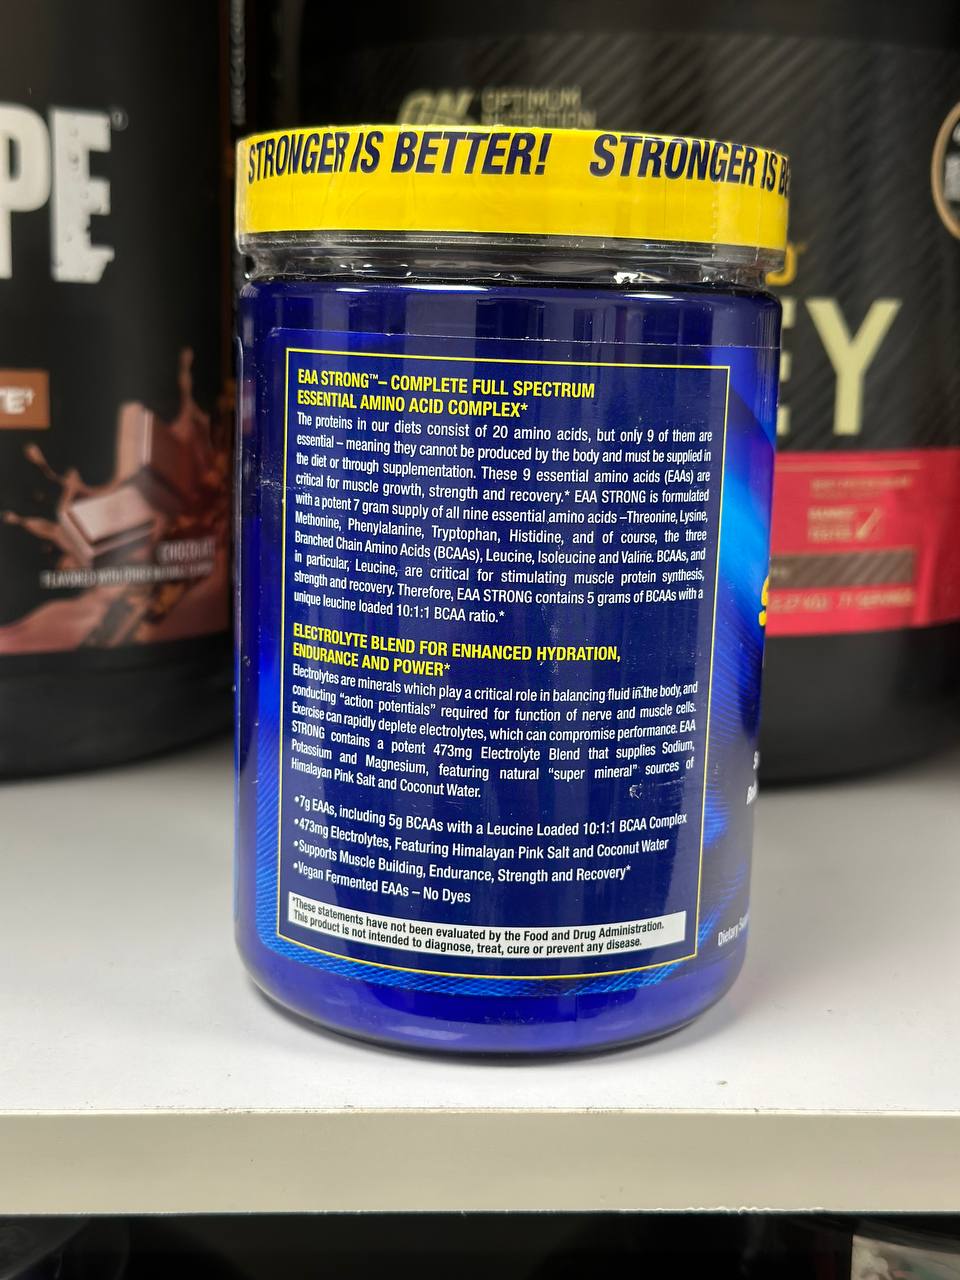 PE
OPTIMUM
NUTRITION
STRONGER IS BETTER! STRONGER IS
EY
CHOCOLATE
EAA STRONG™– COMPLETE FULL SPECTRUM
ESSENTIAL AMINO ACID COMPLEX*
The proteins in our diets consist of 20 amino acids, but only 9 of them are
essential – meaning they cannot be produced by the body and must be supplied in
the diet or through supplementation. These 9 essential amino acids (EAAs) are
critical for muscle growth, strength and recovery.* EAA STRONG is formulated
with a potent 7 gram supply of all nine essential amino acids –Threonine, Lysine,
Methonine, Phenylalanine, Tryptophan, Histidine, and of course, the three
Branched Chain Amino Acids (BCAAs), Leucine, Isoleucine and Valine. BCAAs, and
in particular, Leucine, are critical for stimulating muscle protein synthesis,
strength and recovery. Therefore, EAA STRONG contains 5 grams of BCAAs with a
unique leucine loaded 10:1:1 BCAA ratio.*
ELECTROLYTE BLEND FOR ENHANCED HYDRATION,
ENDURANCE AND POWER*
Electrolytes are minerals which play a critical role in balancing fluid in the body, and
conducting “action potentials” required for function of nerve and muscle cells.
Exercise can rapidly deplete electrolytes, which can compromise performance. EAA
STRONG contains a potent 473mg Electrolyte Blend that supplies Sodium,
Potassium and Magnesium, featuring natural “super mineral” sources of
Himalayan Pink Salt and Coconut Water.
•7g EAAs, including 5g BCAAs with a Leucine Loaded 10:1:1 BCAA Complex
•473mg Electrolytes, Featuring Himalayan Pink Salt and Coconut Water
•Supports Muscle Building, Endurance, Strength and Recovery*
•Vegan Fermented EAAs – No Dyes
*These statements have not been evaluated by the Food and Drug Administration.
This product is not intended to diagnose, treat, cure or prevent any disease.
Dietary